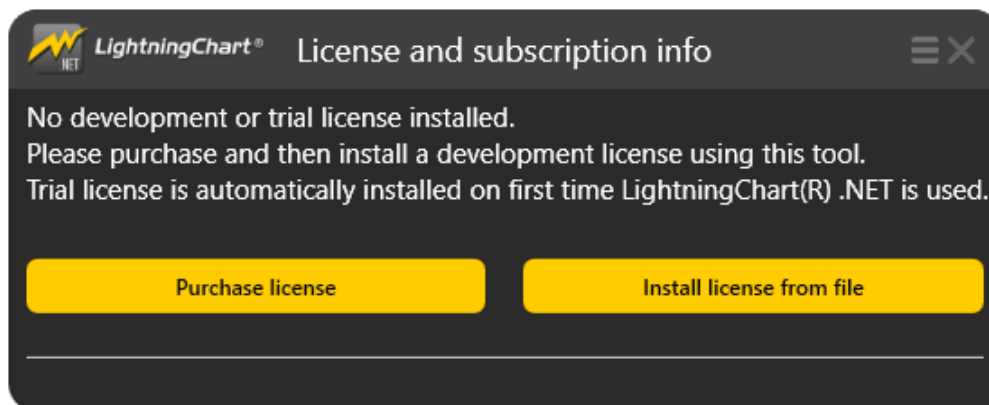 LightningChart® License and subscription info
.NET
No development or trial license installed.
Please purchase and then install a development license using this tool.
Trial license is automatically installed on first time LightningChart(R) .NET is used.
Purchase license Install license from file